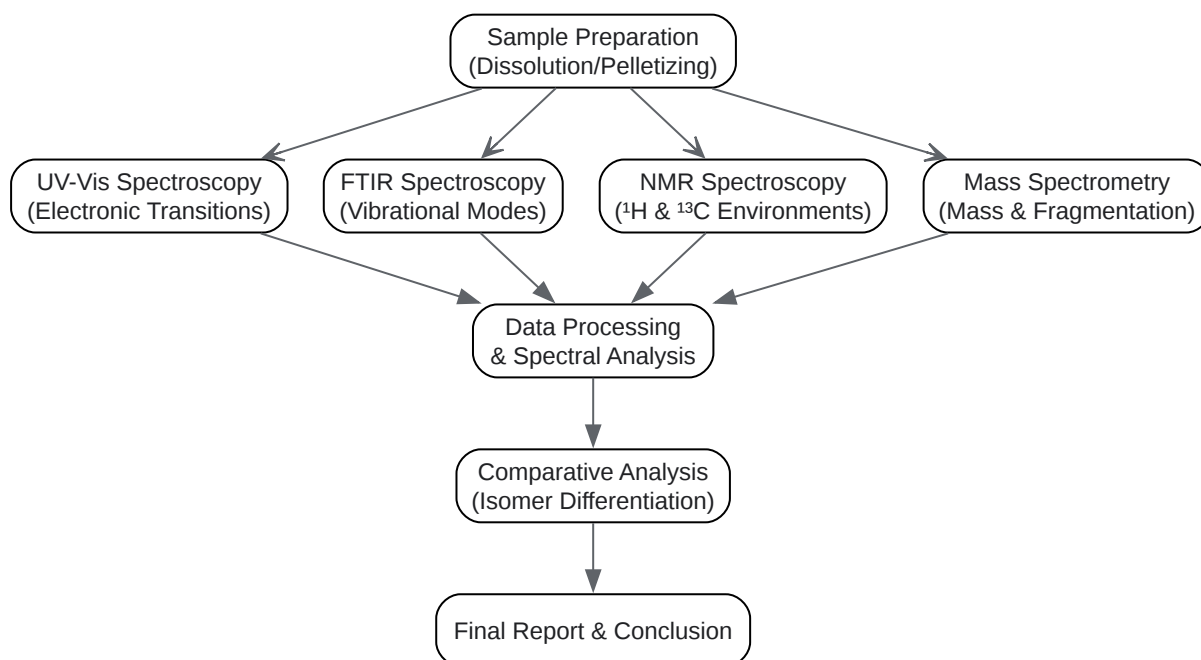 Sample Preparation
(Dissolution/Pelletizing)
UV-Vis Spectroscopy
(Electronic Transitions)
FTIR Spectroscopy
(Vibrational Modes)
NMR Spectroscopy
(¹H & ¹³C Environments)
Mass Spectrometry
(Mass & Fragmentation)
Data Processing
& Spectral Analysis
Comparative Analysis
(Isomer Differentiation)
Final Report & Conclusion